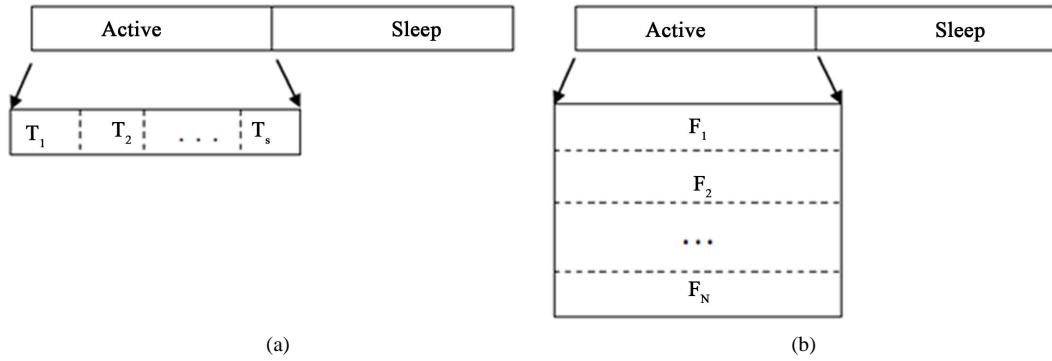 Active Sleep
T1 T2 ... Ts
(a)
Active Sleep
F1
F2
...
FN
(b)